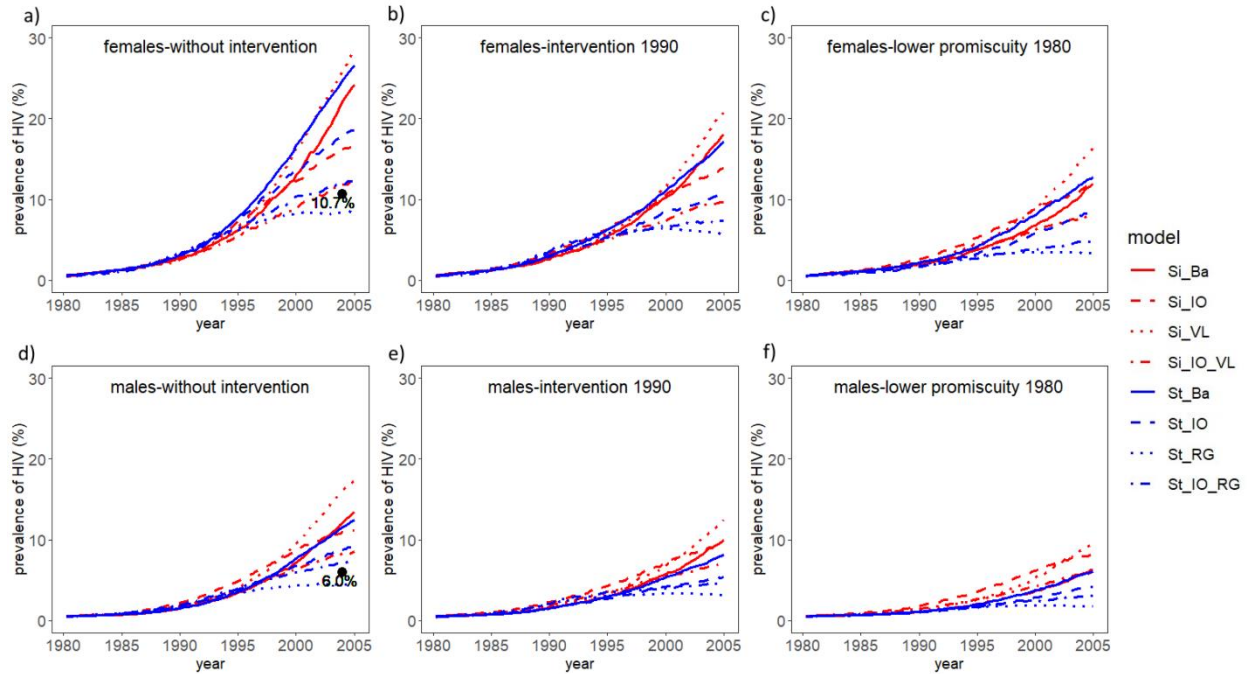 a)
females-without intervention
prevalence of HIV (%)
30
20
10
0
10.7%
1980 1985 1990 1995 2000 2005
year
b)
females-intervention 1990
prevalence of HIV (%)
30
20
10
0
1980 1985 1990 1995 2000 2005
year
c)
females-lower promiscuity 1980
prevalence of HIV (%)
30
20
10
0
1980 1985 1990 1995 2000 2005
year
d)
males-without intervention
prevalence of HIV (%)
30
20
10
0
6.0%
1980 1985 1990 1995 2000 2005
year
e)
males-intervention 1990
prevalence of HIV (%)
30
20
10
0
1980 1985 1990 1995 2000 2005
year
f)
males-lower promiscuity 1980
prevalence of HIV (%)
30
20
10
0
1980 1985 1990 1995 2000 2005
year
model
Si_Ba
Si_IO
Si_VL
Si_IO_VL
St_Ba
St_IO
St_RG
St_IO_RG